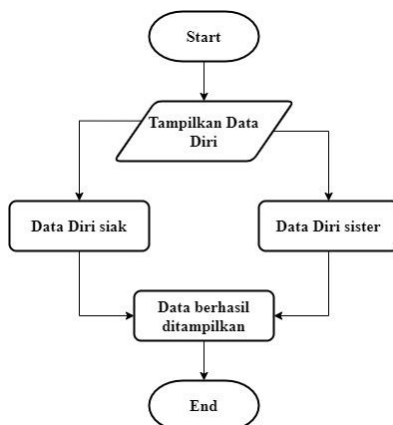 Start
Tampilkan Data
Diri
Data Diri siak
Data Diri sister
Data berhasil
ditampilkan
End